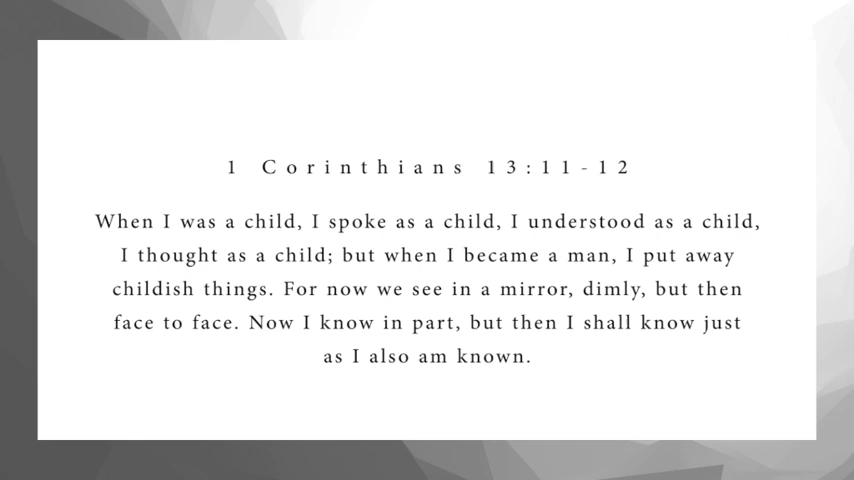 1 Corinthians 13:11-12
When I was a child, I spoke as a child, I understood as a child,
I thought as a child; but when I became a man, I put away
childish things. For now we see in a mirror, dimly, but then
face to face. Now I know in part, but then I shall know just
as I also am known.